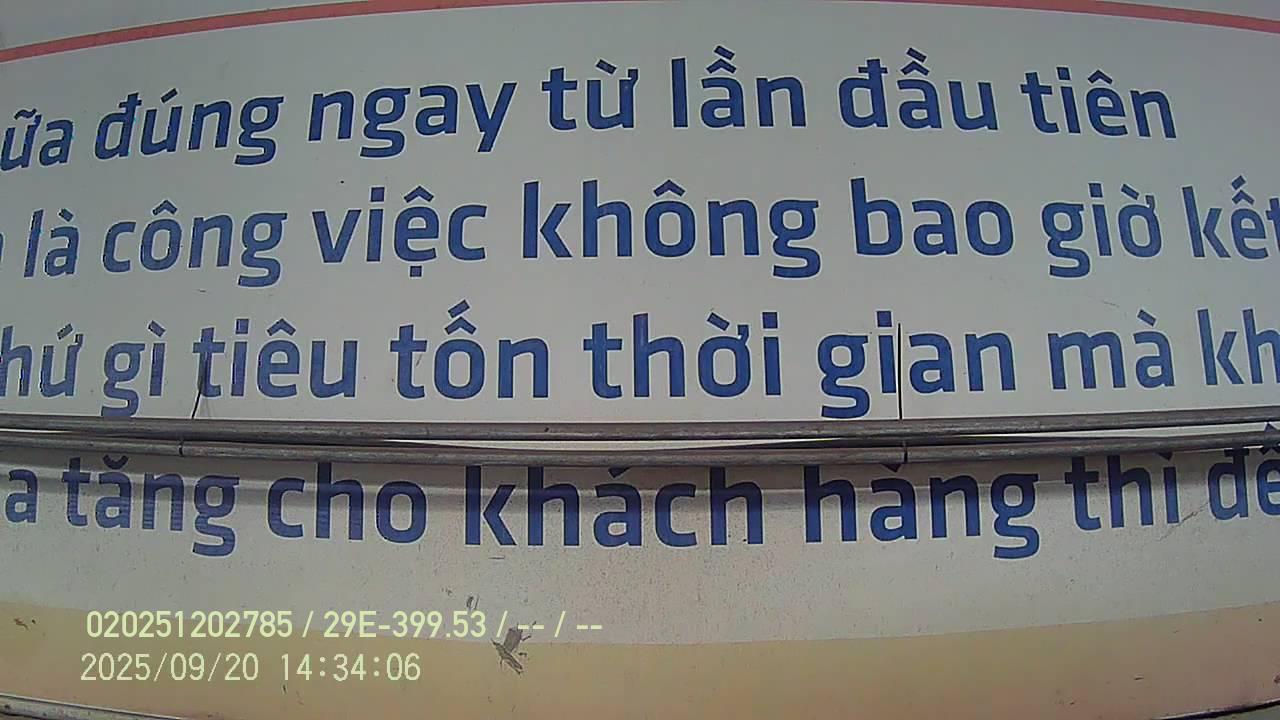 ữa đúng ngay từ lần đầu tiên
là công việc không bao giờ kết
hứ gì tiêu tốn thời gian mà kh
a tăng cho khách hàng thì đề
020251202785 / 29E-399.53 / -- / --
2025/09/20 14:34:06